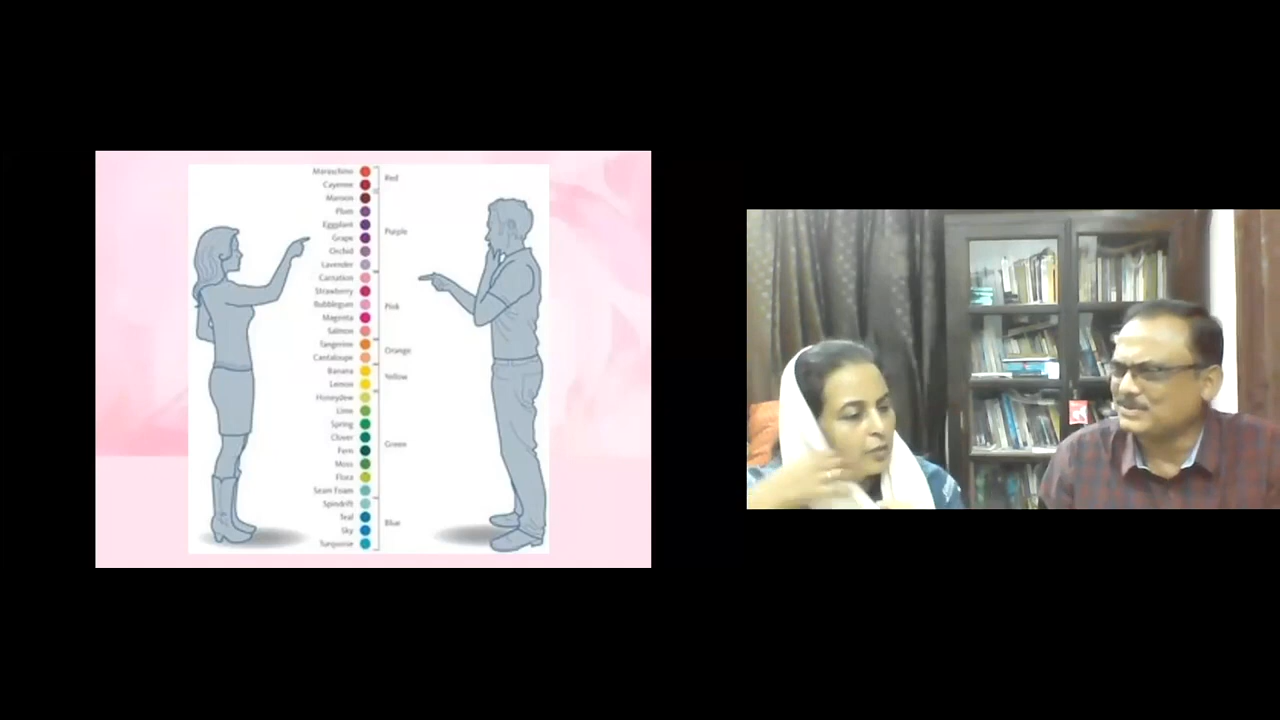 Maraschino
Cayenne
Maroon
Plum
Eggplant
Grape
Orchid
Lavender
Carnation
Strawberry
Bubblegum
Magenta
Salmon
Tangerine
Cantaloupe
Banana
Lemon
Honeydew
Lime
Spring
Clover
Fern
Moss
Flora
Seam Foam
Spindrift
Teal
Sky
Turquoise
Red
Purple
Pink
Orange
Yellow
Green
Blue